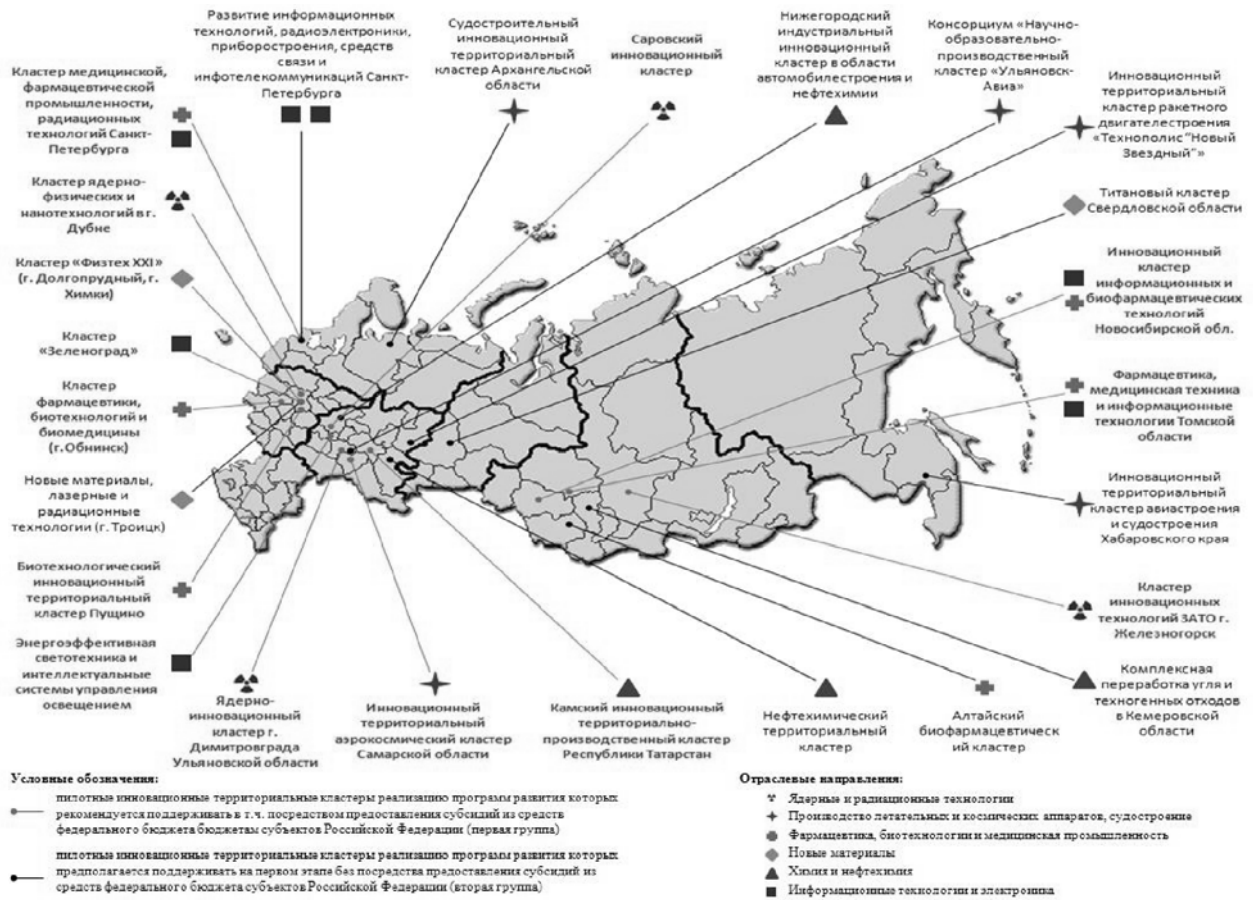 Развитие информационных
технологий, радиоэлектроники,
приборостроения, средств
связи и
инфотелекоммуникаций Санкт-
Петербурга
Судостроительный
инновационный
территориальный
кластер Архангельской
области
Саровский
инновационный
кластер
Нижегородский
индустриальный
инновационный
кластер в области
автомобилестроения и
нефтехимии
Консорциум «Научно-
образовательно-
производственный
кластер «Ульяновск-
Авиа»
Инновационный
территориальный
кластер ракетного
двигателестроения
«Технополис "Новый
Звездный"»
Титановый кластер
Свердловской области
Инновационный
кластер
информационных и
биофармацевтических
технологий
Новосибирской обл.
Фармацевтика,
медицинская техника
и информационные
технологии Томской
области
Инновационный
территориальный
кластер авиастроения
и судостроения
Хабаровского края
Кластер
инновационных
технологий ЗАТО г.
Железногорск
Комплексная
переработка угля и
техногенных отходов
в Кемеровской
области
Кластер медицинской,
фармацевтической
промышленности,
радиационных
технологий Санкт-
Петербурга
Кластер ядерно-
физических и
нанотехнологий в г.
Дубне
Кластер «Физтех XXI»
(г. Долгопрудный, г.
Химки)
Кластер
«Зеленоград»
Кластер
фармацевтики,
биотехнологий и
биомедицины
(г.Обнинск)
Новые материалы,
лазерные и
радиационные
технологии (г. Троицк)
Биотехнологический
инновационный
территориальный
кластер Пущино
Энергоэффективная
светотехника и
интеллектуальные
системы управления
освещением
Ядерно-
инновационный
кластер г.
Димитровграда
Ульяновской области
Инновационный
территориальный
аэрокосмический кластер
Самарской области
Камский инновационный
территориально-
производственный кластер
Республики Татарстан
Нефтехимический
территориальный
кластер
Алтайский
биофармацевтическ
ий кластер
Условные обозначения:
пилотные инновационные территориальные кластеры реализацию программ развития которых
рекомендуется поддерживать в т.ч. посредством предоставления субсидий из средств
федерального бюджета бюджетам субъектов Российской Федерации (первая группа)
пилотные инновационные территориальные кластеры реализацию программ развития которых
предполагается поддерживать на первом этапе без посредства предоставления субсидий из
средств федерального бюджета субъектов Российской Федерации (вторая группа)
Отраслевые направления:
Ядерные и радиационные технологии
Производство летательных и космических аппаратов, судостроение
Фармацевтика, биотехнологии и медицинская промышленность
Новые материалы
Химия и нефтехимия
Информационные технологии и электроника